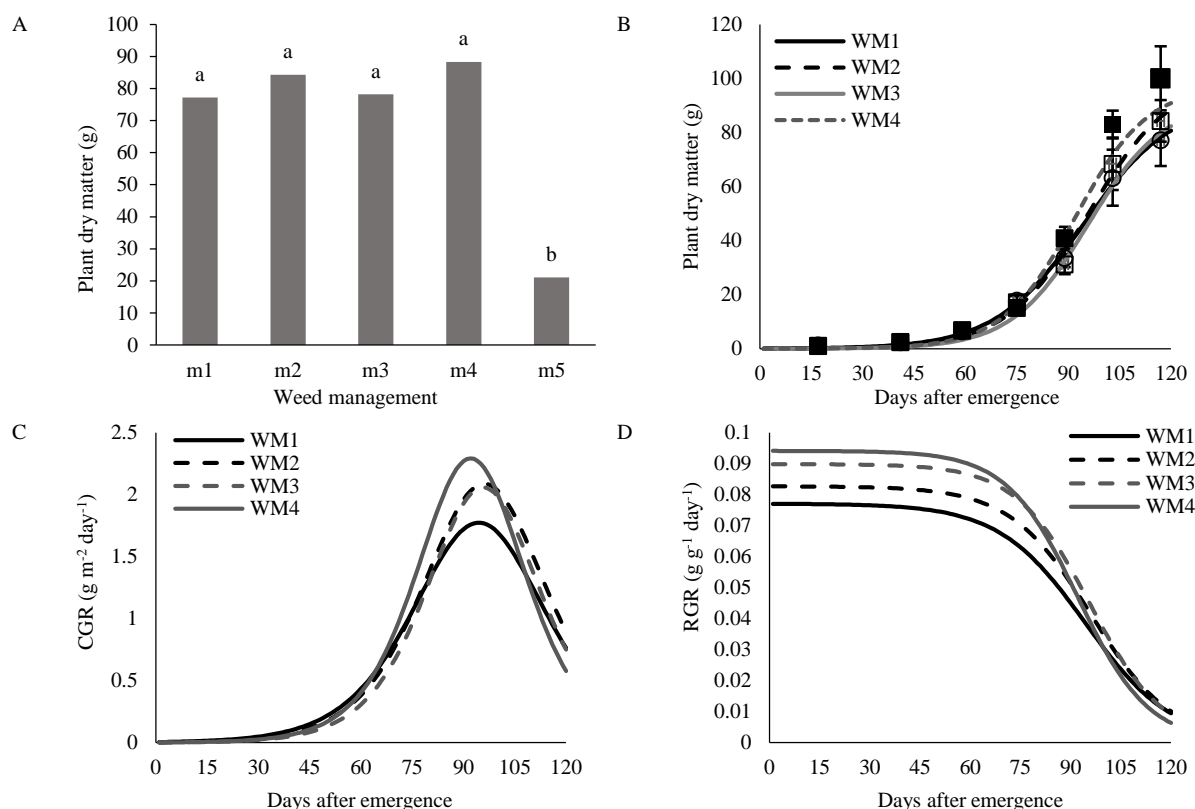 A
Plant dry matter (g)
100
90
80
70
60
50
40
30
20
10
0
a
a
a
a
b
m1 m2 m3 m4 m5
Weed management
B
WM1
WM2
WM3
WM4
Plant dry matter (g)
120
100
80
60
40
20
0
0 15 30 45 60 75 90 105 120
Days after emergence
C
WM1
WM2
WM3
WM4
CGR (g m⁻² day⁻¹)
2.5
2
1.5
1
0.5
0
0 15 30 45 60 75 90 105 120
Days after emergence
D
WM1
WM2
WM3
WM4
RGR (g g⁻¹ day⁻¹)
0.1
0.09
0.08
0.07
0.06
0.05
0.04
0.03
0.02
0.01
0
0 15 30 45 60 75 90 105 120
Days after emergence